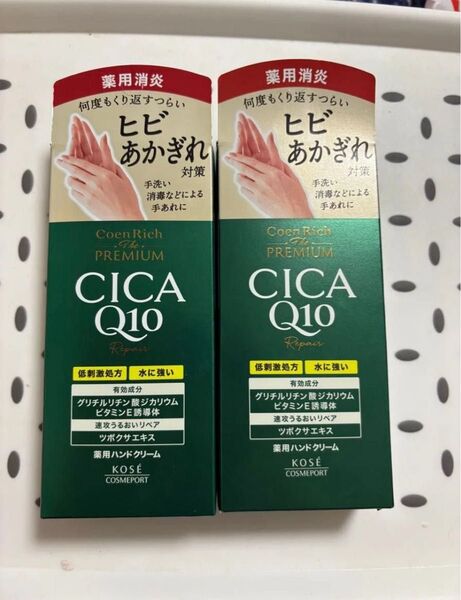 薬用消炎
何度もくり返すつらい
ヒビ
あかぎれ
対策
手洗い
消毒などによる
手あれに
CoenRich
The
PREMIUM
CICA
Q10
Repair
低刺激処方 水に強い
有効成分
グリチルリチン酸ジカリウム
ビタミンE誘導体
速攻うるおいリペア
ツボクサエキス
薬用ハンドクリーム
KOSÉ
COSMEPORT
薬用消炎
何度もくり返すつらい
ヒビ
あかぎれ
対策
手洗い
消毒などによる
手あれに
CoenRich
The
PREMIUM
CICA
Q10
Repair
低刺激処方 水に強い
有効成分
グリチルリチン酸ジカリウム
ビタミンE誘導体
速攻うるおいリペア
ツボクサエキス
薬用ハンドクリーム
KOSÉ
COSMEPORT